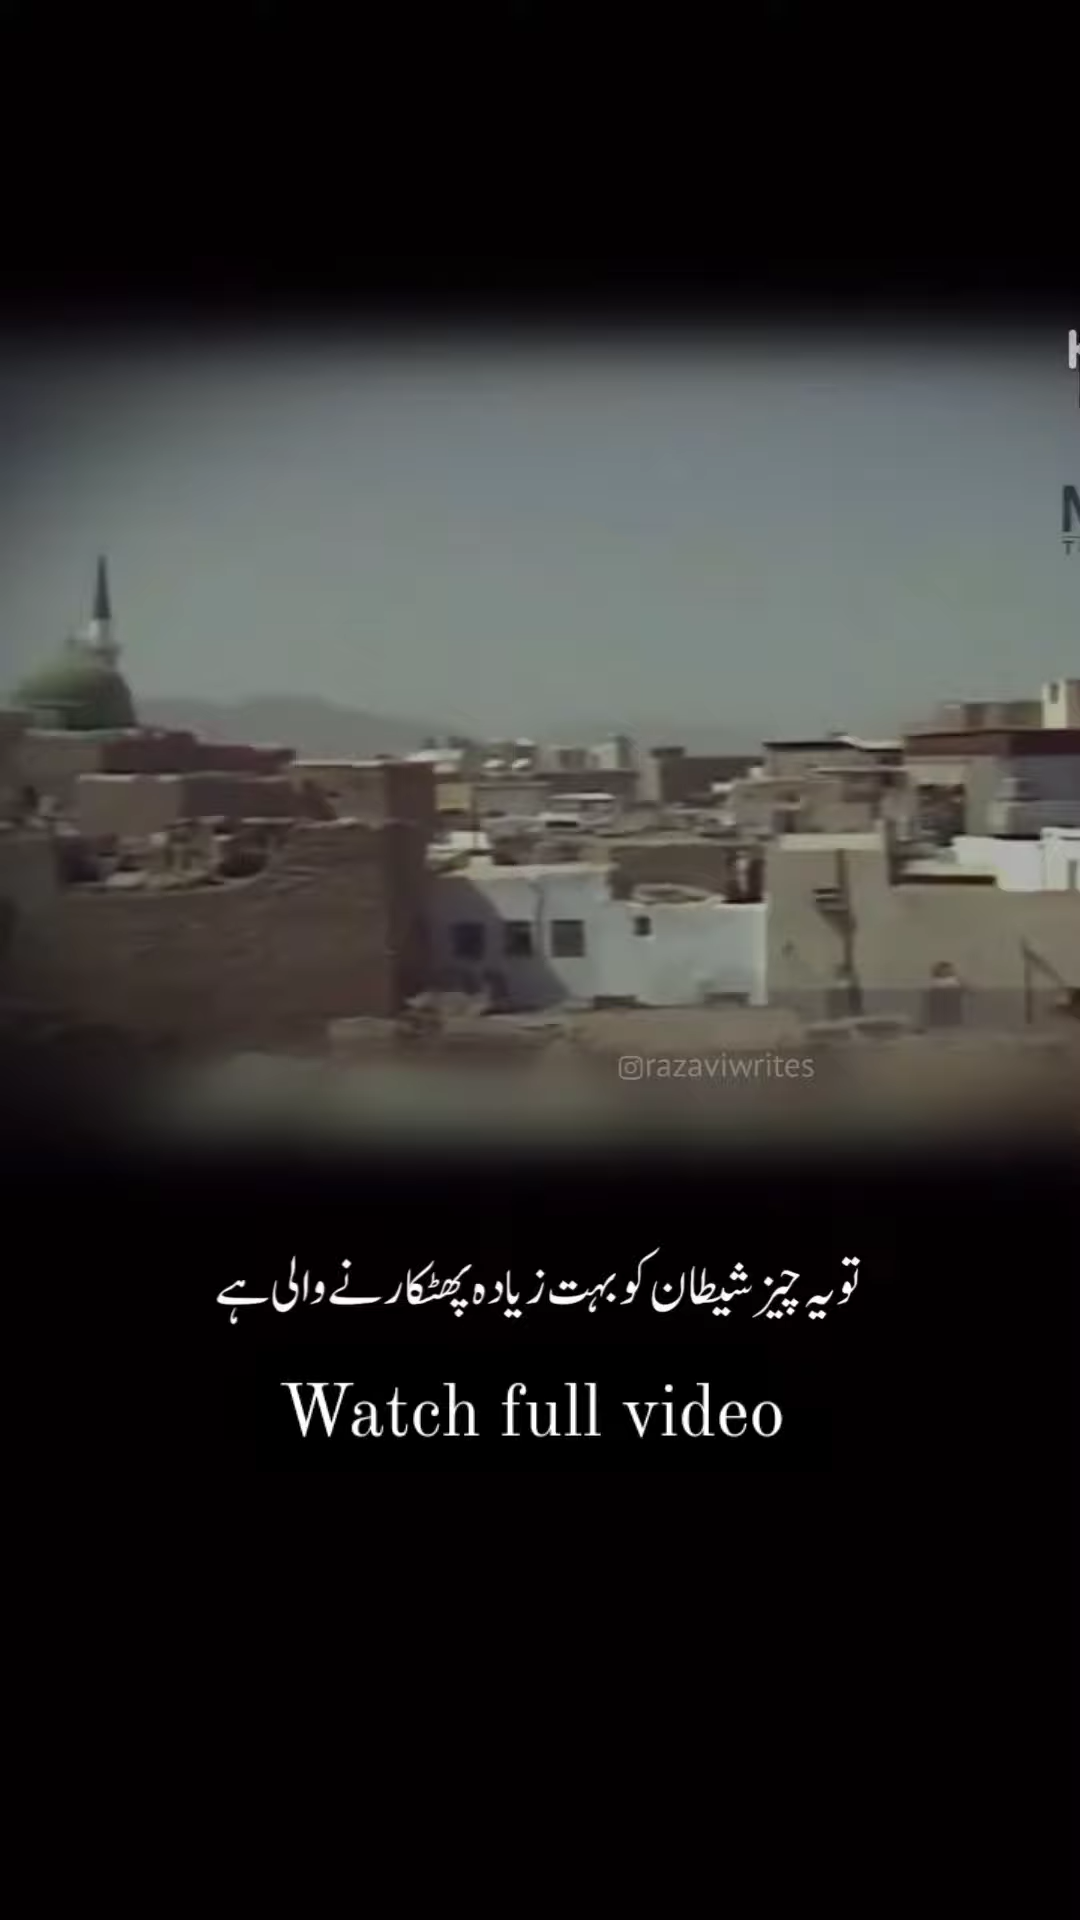 @razaviwrites
تو یہ چیز شیطان کو بہت زیادہ پھٹکارنے والی ہے
Watch full video